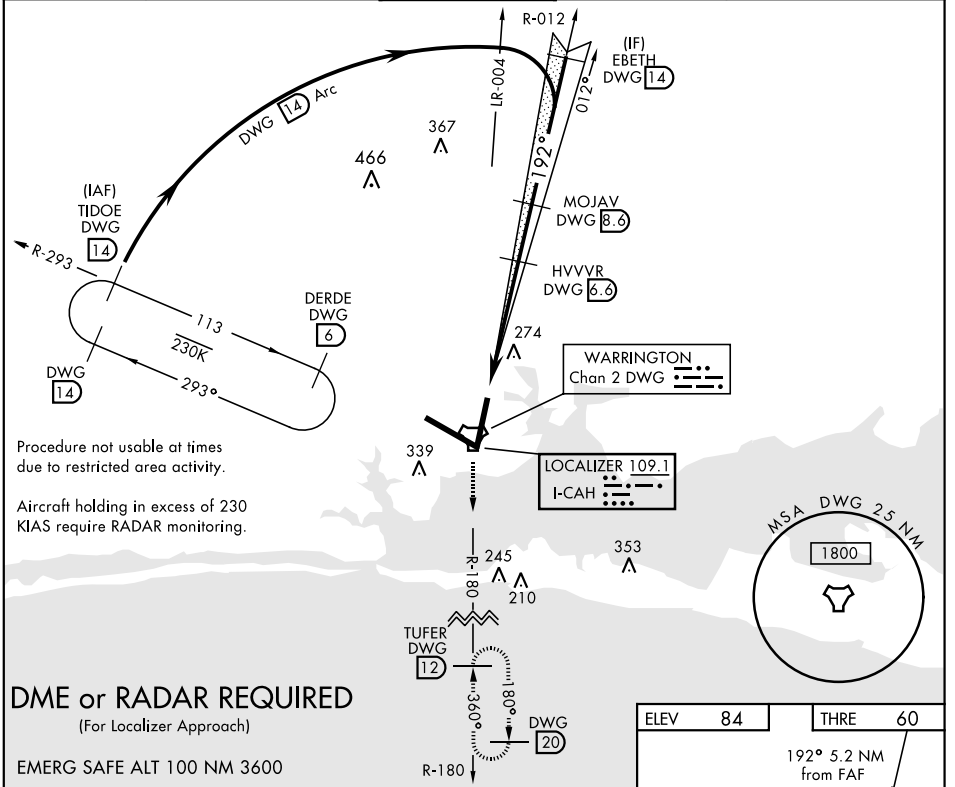 R-012
(IF)
EBETH
DWG 14
LR-004
012°
DWG 14 Arc
367
466
192°
(IAF)
TIDOE
DWG
14
MOJAV
DWG 8.6
R-293
HVVVR
DWG 6.6
DERDE
DWG
6
113
230K
293°
274
DWG
14
WARRINGTON
Chan 2 DWG
Procedure not usable at times
due to restricted area activity.
339
LOCALIZER 109.1
I-CAH
Aircraft holding in excess of 230
KIAS require RADAR monitoring.
MSA DWG 25 NM
1800
R-180
245
210
353
TUFER
DWG
12
360°
180°
DWG
20
R-180
DME or RADAR REQUIRED
(For Localizer Approach)
EMERG SAFE ALT 100 NM 3600
ELEV 84
THRE 60
192° 5.2 NM
from FAF